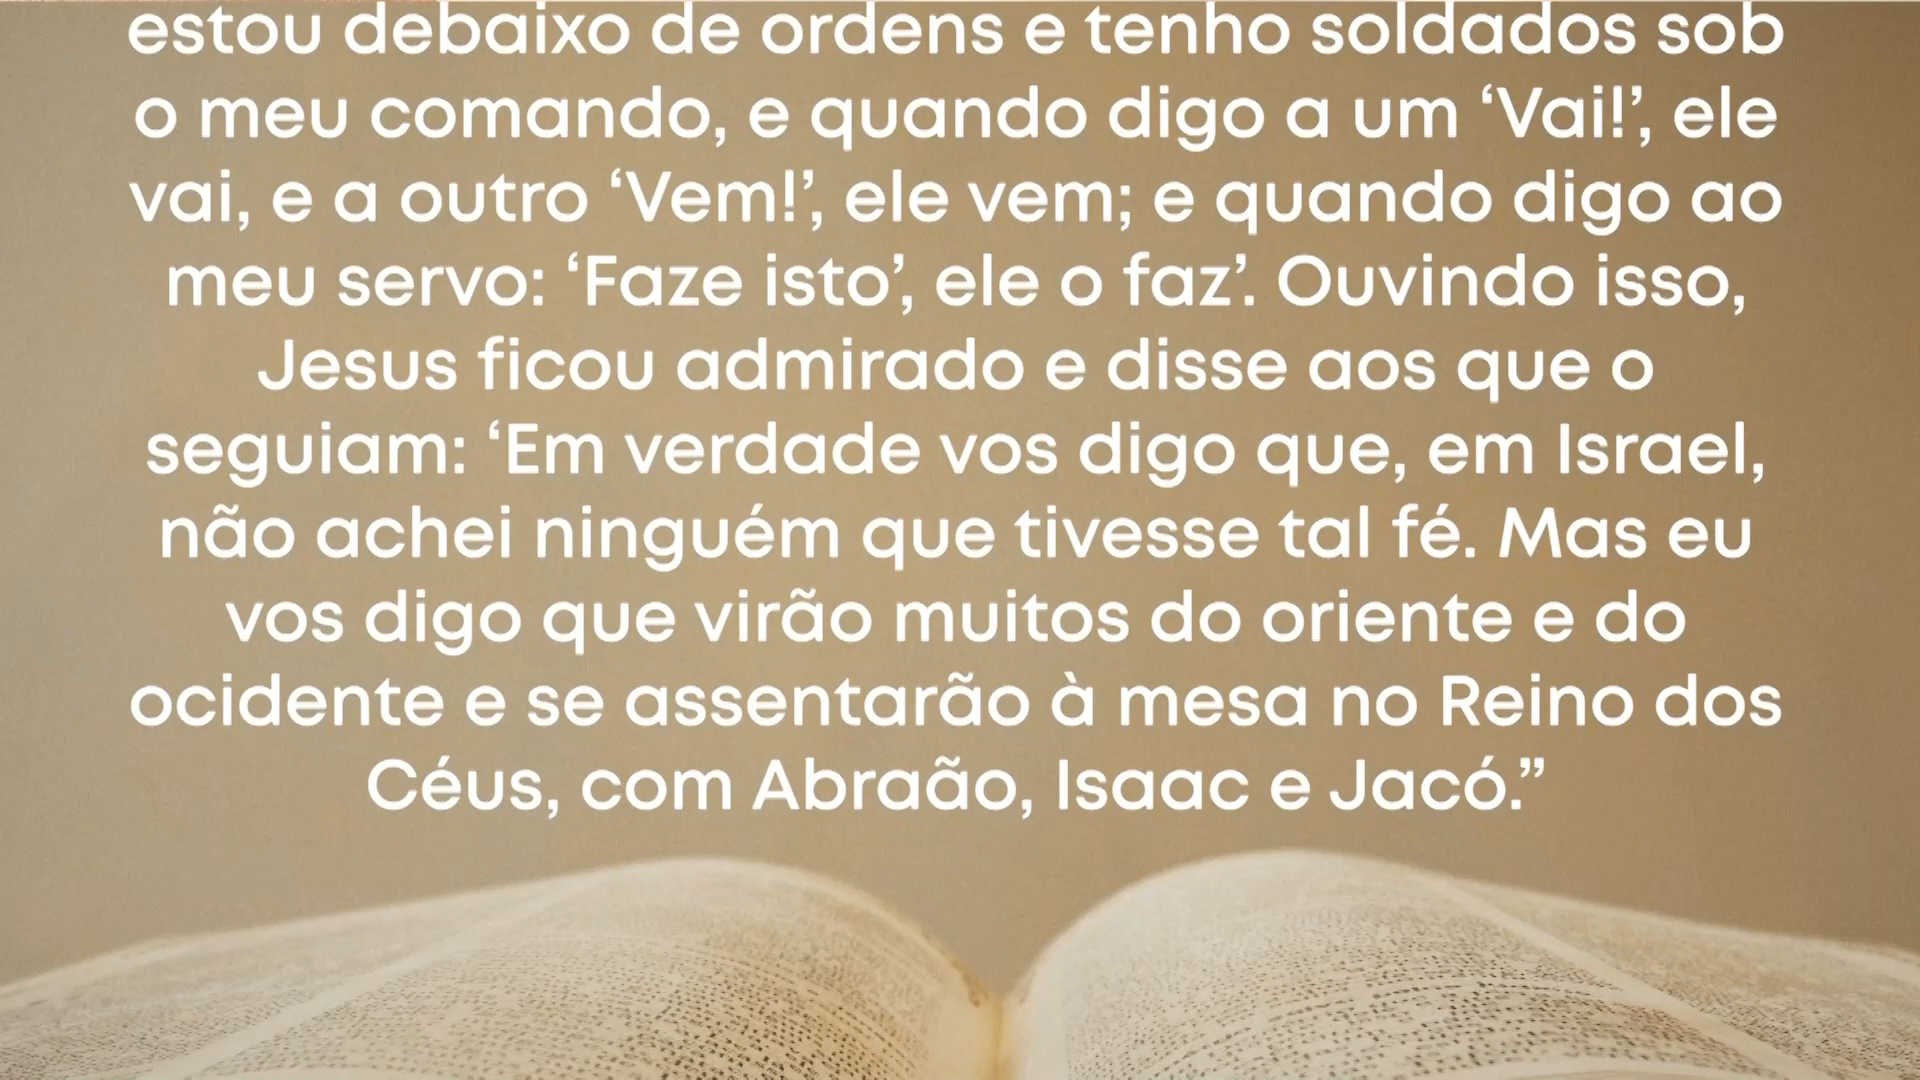 estou debaixo de ordens e tenho soldados sob
o meu comando, e quando digo a um ‘Vai!’, ele
vai, e a outro ‘Vem!’, ele vem; e quando digo ao
meu servo: ‘Faze isto’, ele o faz’. Ouvindo isso,
Jesus ficou admirado e disse aos que o
seguiam: ‘Em verdade vos digo que, em Israel,
não achei ninguém que tivesse tal fé. Mas eu
vos digo que virão muitos do oriente e do
ocidente e se assentarão à mesa no Reino dos
Céus, com Abraão, Isaac e Jacó.”